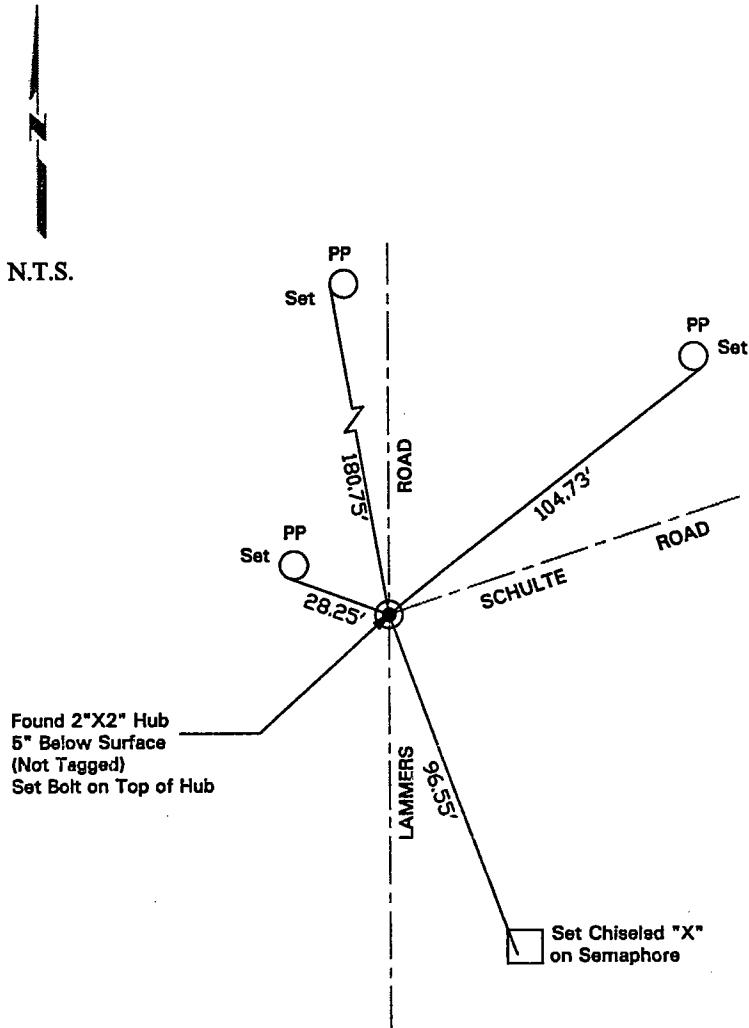 N
N.T.S.
PP
Set
PP
Set
180.75'
ROAD
104.73'
PP
Set
28.25'
SCHULTE ROAD
Found 2"X2" Hub
5" Below Surface
(Not Tagged)
Set Bolt on Top of Hub
LAMMERS
96.55'
Set Chiseled "X"
on Semaphore